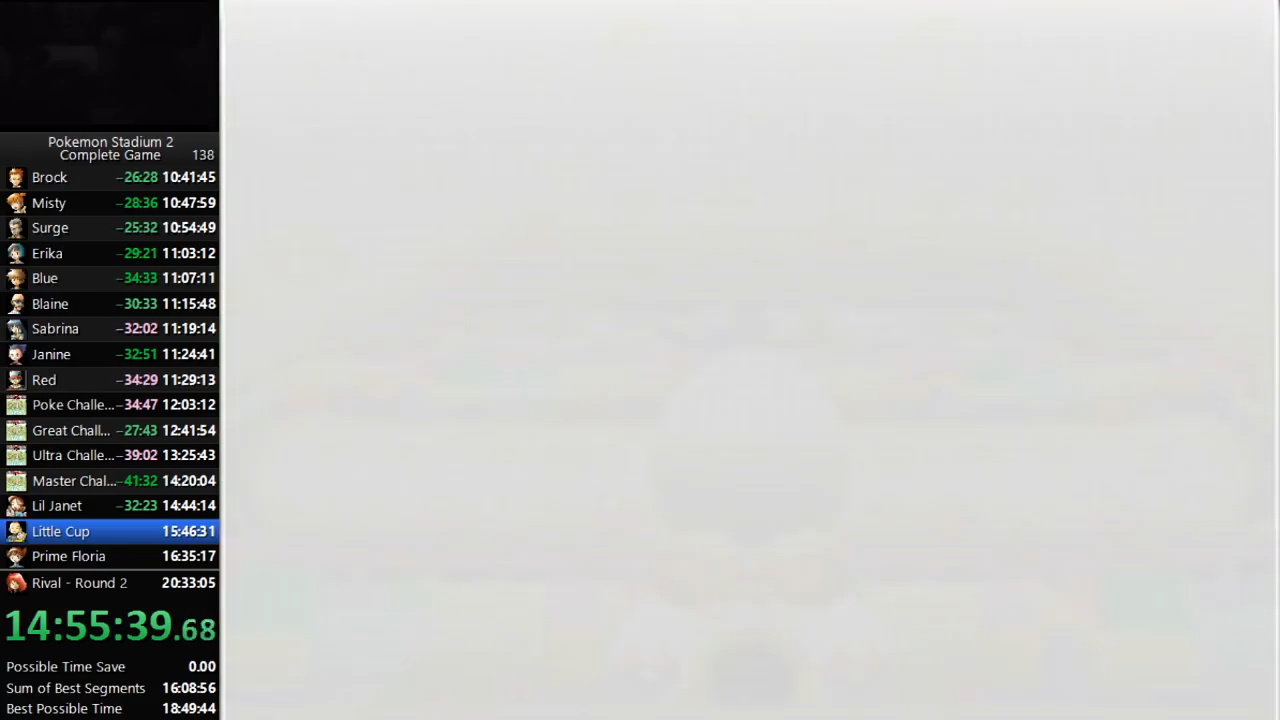 Pokemon Stadium 2
Complete Game 138
Brock −26:28 10:41:45
Misty −28:36 10:47:59
Surge −25:32 10:54:49
Erika −29:21 11:03:12
Blue −34:33 11:07:11
Blaine −30:33 11:15:48
Sabrina −32:02 11:19:14
Janine −32:51 11:24:41
Red −34:29 11:29:13
Poke Challe... −34:47 12:03:12
Great Chall... −27:43 12:41:54
Ultra Challe... −39:02 13:25:43
Master Chal... −41:32 14:20:04
Lil Janet −32:23 14:44:14
Little Cup 15:46:31
Prime Floria 16:35:17
Rival - Round 2 20:33:05
14:55:39.68
Possible Time Save 0.00
Sum of Best Segments 16:08:56
Best Possible Time 18:49:44